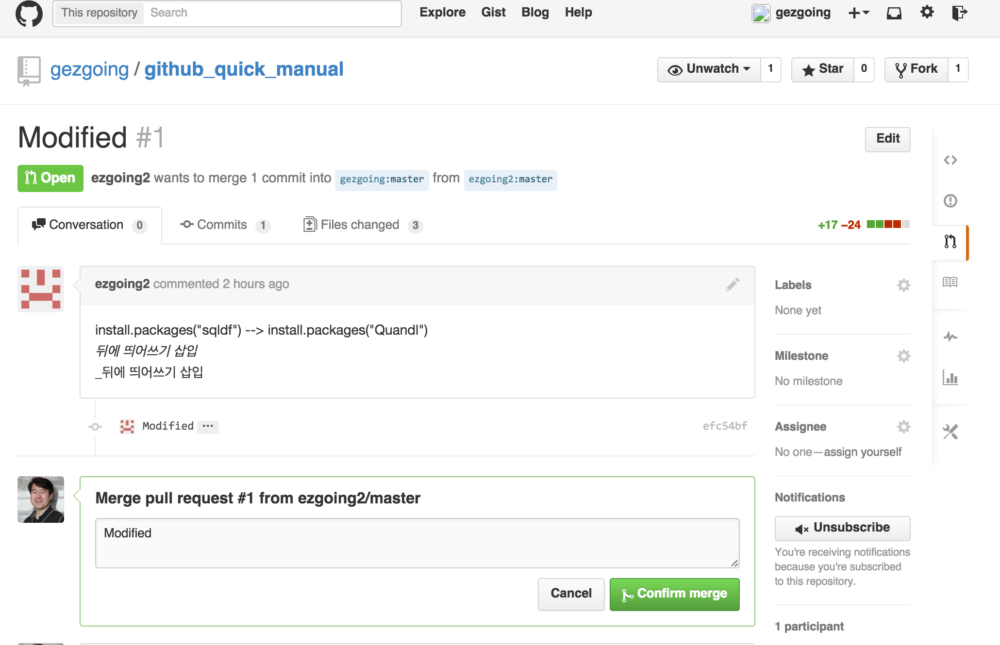 This repository Search Explore Gist Blog Help gezgoing
gezgoing / github_quick_manual Unwatch 1 Star 0 Fork 1
Modified #1 Edit
Open ezgoing2 wants to merge 1 commit into gezgoing:master from ezgoing2:master
Conversation 0 Commits 1 Files changed 3 +17 −24
ezgoing2 commented 2 hours ago
install.packages("sqldf") --> install.packages("Quandl")
뒤에 띄어쓰기 삽입
_뒤에 띄어쓰기 삽입
Modified ... efc54bf
Merge pull request #1 from ezgoing2/master
Modified
Cancel Confirm merge
Labels
None yet
Milestone
No milestone
Assignee
No one—assign yourself
Notifications
Unsubscribe
You're receiving notifications
because you're subscribed
to this repository.
1 participant